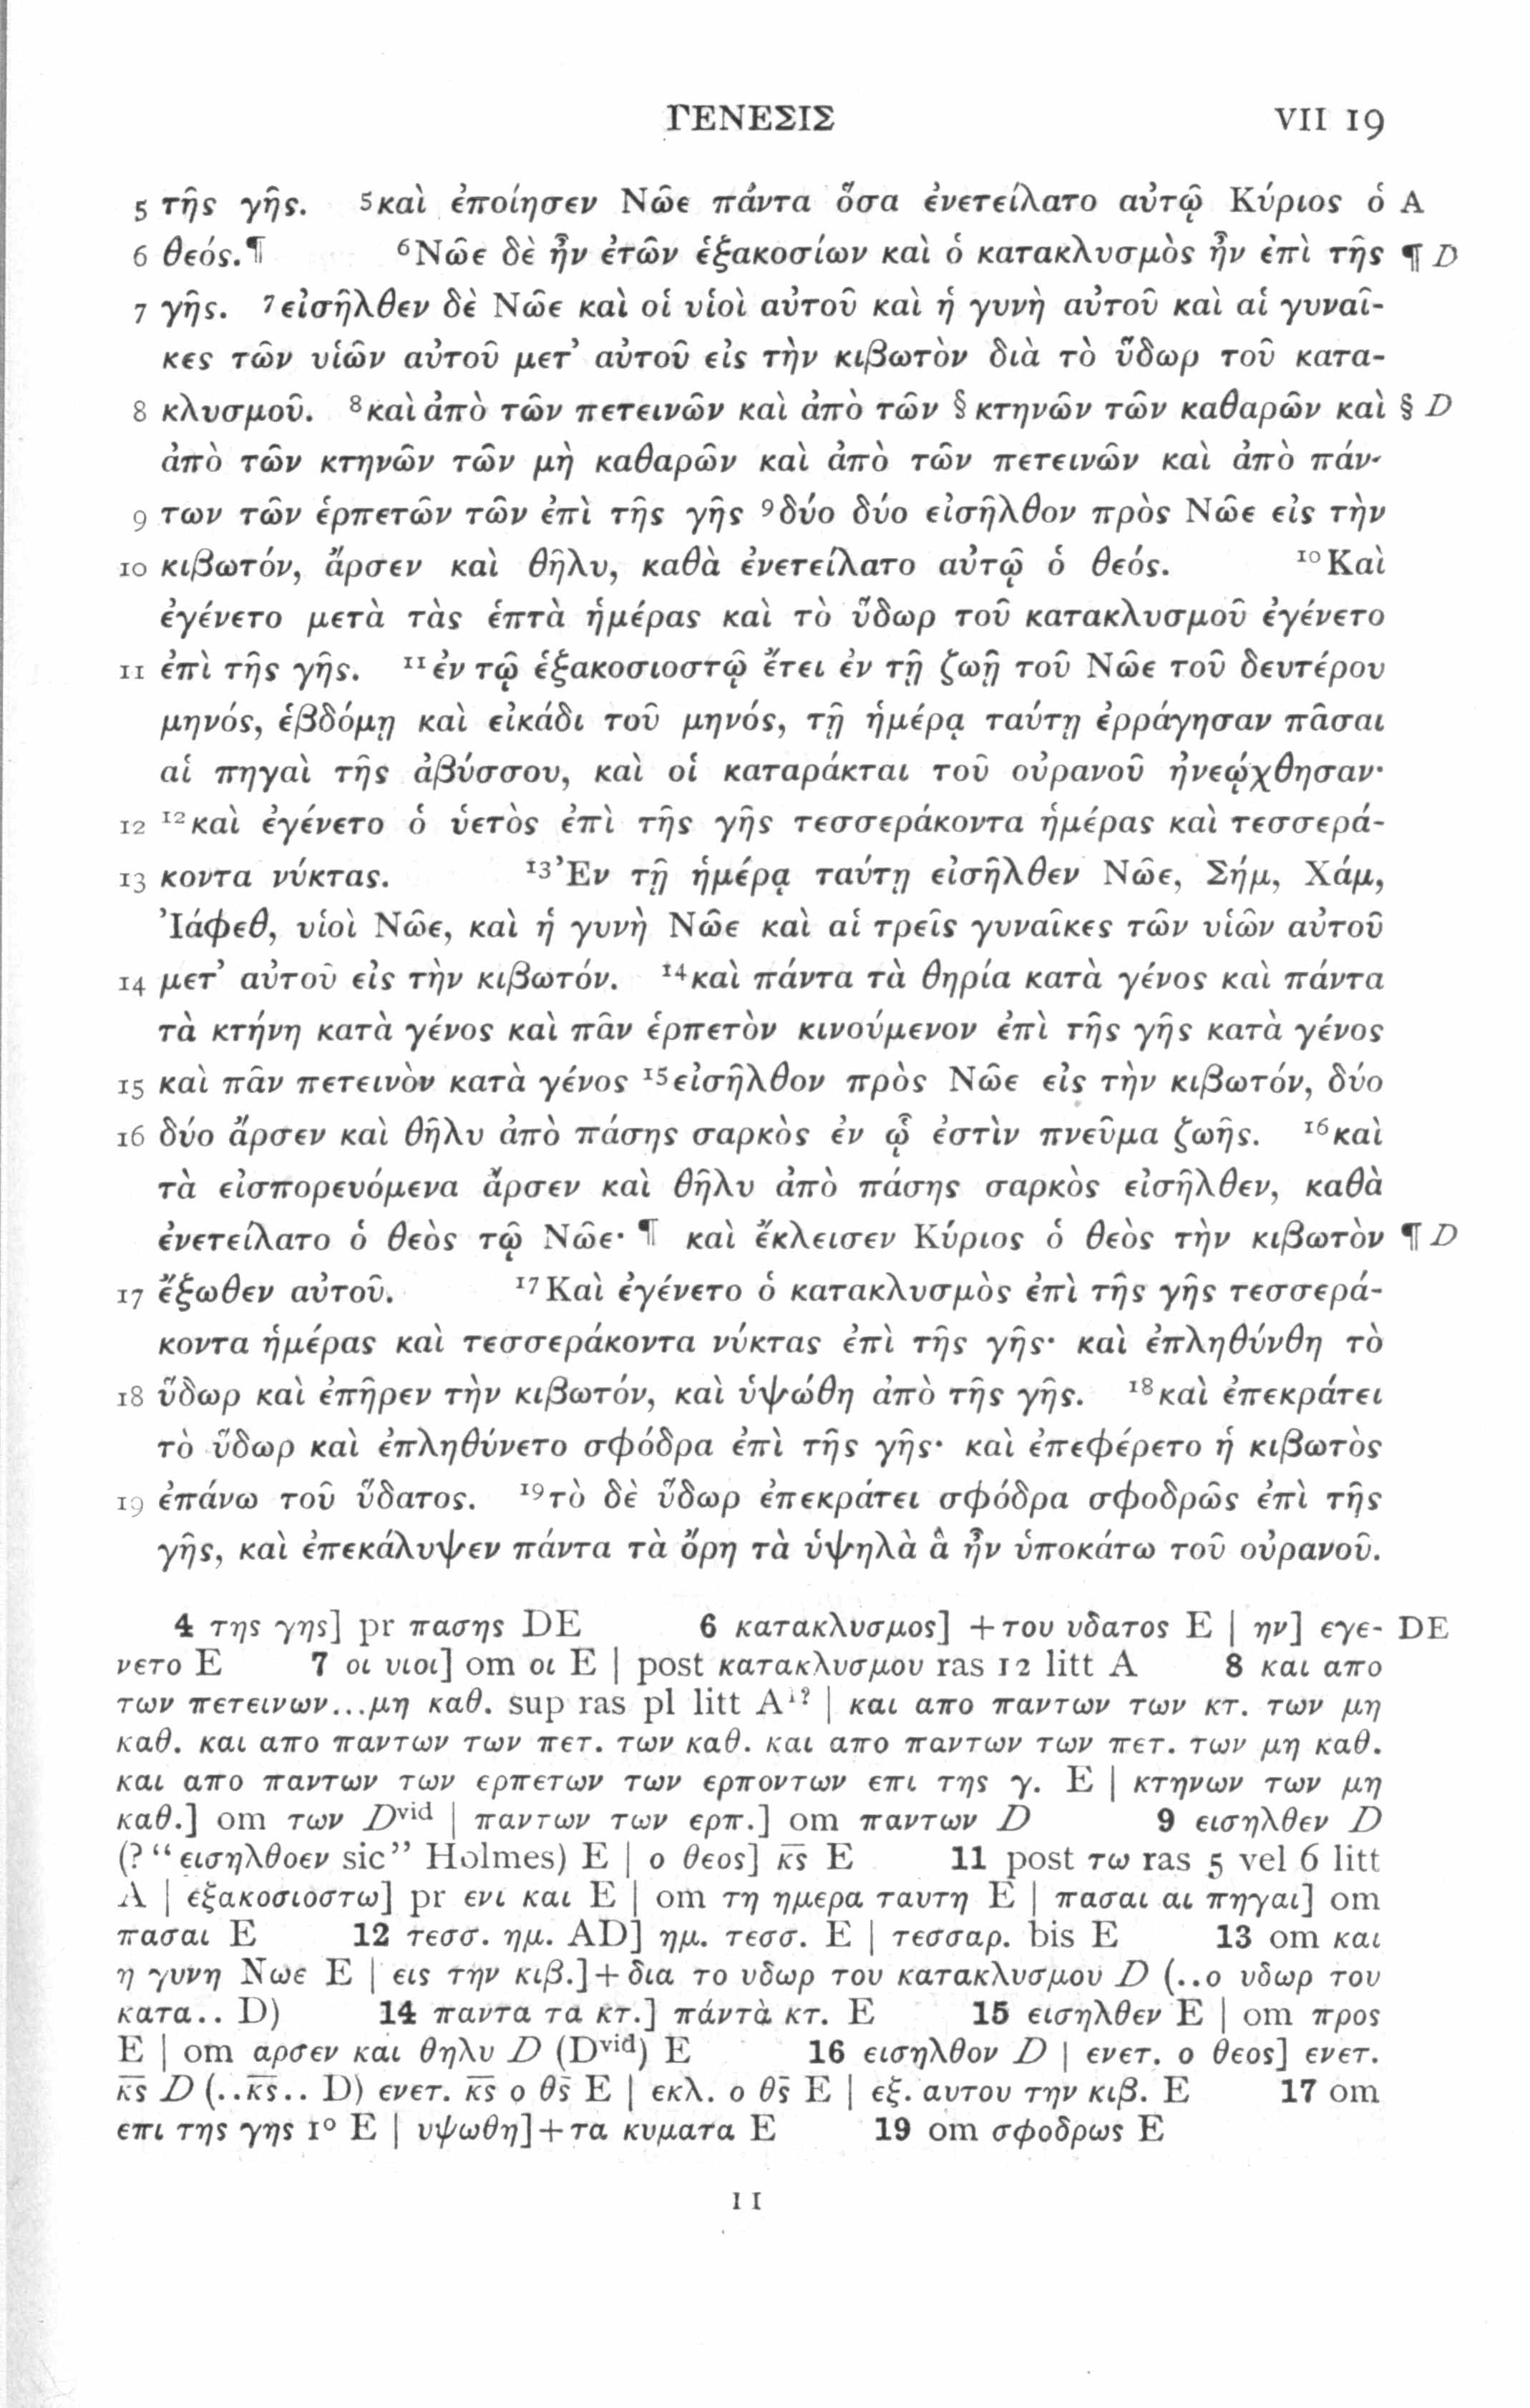 ΓΕΝΕΣΙΣ VII 19
5 τῆς γῆς. ⁵καὶ ἐποίησεν Νῶε πάντα ὅσα ἐνετείλατο αὐτῷ Κύριος ὁ A
6 θεός.¶ ⁶Νῶε δὲ ἦν ἐτῶν ἑξακοσίων καὶ ὁ κατακλυσμὸς ἦν ἐπὶ τῆς ¶ D
7 γῆς. ⁷εἰσῆλθεν δὲ Νῶε καὶ οἱ υἱοὶ αὐτοῦ καὶ ἡ γυνὴ αὐτοῦ καὶ αἱ γυναῖ-
κες τῶν υἱῶν αὐτοῦ μετ᾽ αὐτοῦ εἰς τὴν κιβωτὸν διὰ τὸ ὕδωρ τοῦ κατα-
8 κλυσμοῦ. ⁸καὶ ἀπὸ τῶν πετεινῶν καὶ ἀπὸ τῶν § κτηνῶν τῶν καθαρῶν καὶ § D
ἀπὸ τῶν κτηνῶν τῶν μὴ καθαρῶν καὶ ἀπὸ τῶν πετεινῶν καὶ ἀπὸ πάν-
9 των τῶν ἑρπετῶν τῶν ἐπὶ τῆς γῆς ⁹δύο δύο εἰσῆλθον πρὸς Νῶε εἰς τὴν
10 κιβωτόν, ἄρσεν καὶ θῆλυ, καθὰ ἐνετείλατο αὐτῷ ὁ θεός. ¹⁰Καὶ
ἐγένετο μετὰ τὰς ἑπτὰ ἡμέρας καὶ τὸ ὕδωρ τοῦ κατακλυσμοῦ ἐγένετο
11 ἐπὶ τῆς γῆς. ¹¹ἐν τῷ ἑξακοσιοστῷ ἔτει ἐν τῇ ζωῇ τοῦ Νῶε τοῦ δευτέρου
μηνός, ἑβδόμῃ καὶ εἰκάδι τοῦ μηνός, τῇ ἡμέρᾳ ταύτῃ ἐρράγησαν πᾶσαι
αἱ πηγαὶ τῆς ἀβύσσου, καὶ οἱ καταράκται τοῦ οὐρανοῦ ἠνεῴχθησαν·
12 ¹²καὶ ἐγένετο ὁ ὑετὸς ἐπὶ τῆς γῆς τεσσεράκοντα ἡμέρας καὶ τεσσερά-
13 κοντα νύκτας. ¹³Ἐν τῇ ἡμέρᾳ ταύτῃ εἰσῆλθεν Νῶε, Σήμ, Χάμ,
Ἰάφεθ, υἱοὶ Νῶε, καὶ ἡ γυνὴ Νῶε καὶ αἱ τρεῖς γυναῖκες τῶν υἱῶν αὐτοῦ
14 μετ᾽ αὐτοῦ εἰς τὴν κιβωτόν. ¹⁴καὶ πάντα τὰ θηρία κατὰ γένος καὶ πάντα
τὰ κτήνη κατὰ γένος καὶ πᾶν ἑρπετὸν κινούμενον ἐπὶ τῆς γῆς κατὰ γένος
15 καὶ πᾶν πετεινὸν κατὰ γένος ¹⁵εἰσῆλθον πρὸς Νῶε εἰς τὴν κιβωτόν, δύο
16 δύο ἄρσεν καὶ θῆλυ ἀπὸ πάσης σαρκὸς ἐν ᾧ ἐστὶν πνεῦμα ζωῆς. ¹⁶καὶ
τὰ εἰσπορευόμενα ἄρσεν καὶ θῆλυ ἀπὸ πάσης σαρκὸς εἰσῆλθεν, καθὰ
ἐνετείλατο ὁ θεὸς τῷ Νῶε· ¶ καὶ ἔκλεισεν Κύριος ὁ θεὸς τὴν κιβωτὸν ¶ D
17 ἔξωθεν αὐτοῦ. ¹⁷Καὶ ἐγένετο ὁ κατακλυσμὸς ἐπὶ τῆς γῆς τεσσερά-
κοντα ἡμέρας καὶ τεσσεράκοντα νύκτας ἐπὶ τῆς γῆς· καὶ ἐπληθύνθη τὸ
18 ὕδωρ καὶ ἐπῆρεν τὴν κιβωτόν, καὶ ὑψώθη ἀπὸ τῆς γῆς. ¹⁸καὶ ἐπεκράτει
τὸ ὕδωρ καὶ ἐπληθύνετο σφόδρα ἐπὶ τῆς γῆς· καὶ ἐπεφέρετο ἡ κιβωτὸς
19 ἐπάνω τοῦ ὕδατος. ¹⁹τὸ δὲ ὕδωρ ἐπεκράτει σφόδρα σφοδρῶς ἐπὶ τῆς
γῆς, καὶ ἐπεκάλυψεν πάντα τὰ ὄρη τὰ ὑψηλὰ ἃ ἦν ὑποκάτω τοῦ οὐρανοῦ.
4 της γης] pr πασης DE 6 κατακλυσμος] +του υδατος E | ην] εγε- DE
νετο E 7 οι υιοι] om οι E | post κατακλυσμου ras 12 litt A 8 και απο
των πετεινων...μη καθ. sup ras pl litt A¹ˀ | και απο παντων των κτ. των μη
καθ. και απο παντων των πετ. των καθ. και απο παντων των πετ. των μη καθ.
και απο παντων των ερπετων των ερποντων επι της γ. E | κτηνων των μη
καθ.] om των Dᵛⁱᵈ | παντων των ερπ.] om παντων D 9 εισηλθεν D
(? “εισηλθοεν sic” Holmes) E | ο θεος] κ̅ς̅ E 11 post τω ras 5 vel 6 litt
A | εξακοσιοστω] pr ενι και E | om τη ημερα ταυτη E | πασαι αι πηγαι] om
πασαι E 12 τεσσ. ημ. AD] ημ. τεσσ. E | τεσσαρ. bis E 13 om και
η γυνη Νωε E | εις την κιβ.]+δια το υδωρ του κατακλυσμου D (..ο υδωρ του
κατα.. D) 14 παντα τα κτ.] πάντὰ κτ. E 15 εισηλθεν E | om προς
E | om αρσεν και θηλυ D (Dᵛⁱᵈ) E 16 εισηλθον D | ενετ. ο θεος] ενετ.
κ̅ς̅ D (..κ̅ς̅.. D) ενετ. κ̅ς̅ ο θ̅ς̅ E | εκλ. ο θ̅ς̅ E | εξ. αυτου την κιβ. E 17 om
επι της γης 1º E | υψωθη]+τα κυματα E 19 om σφοδρως E
11